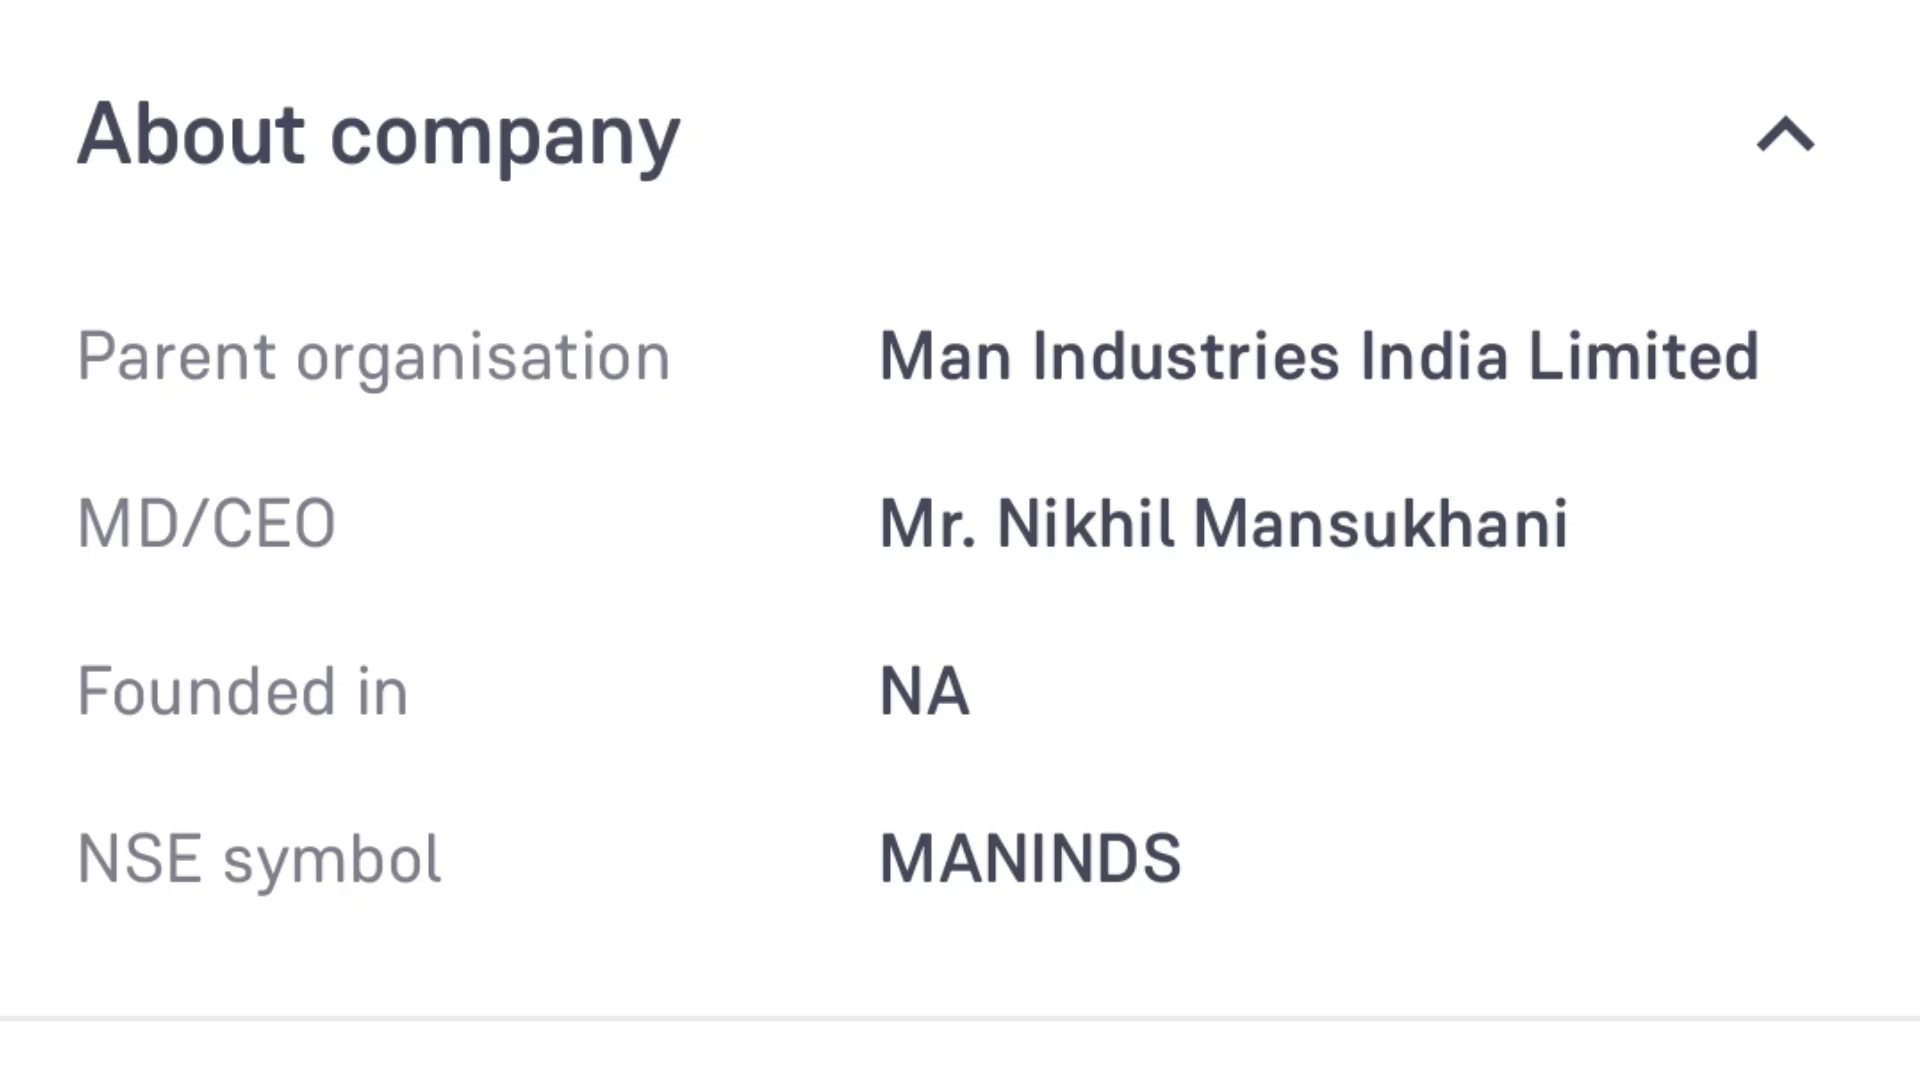 About company
Parent organisation Man Industries India Limited
MD/CEO Mr. Nikhil Mansukhani
Founded in NA
NSE symbol MANINDS